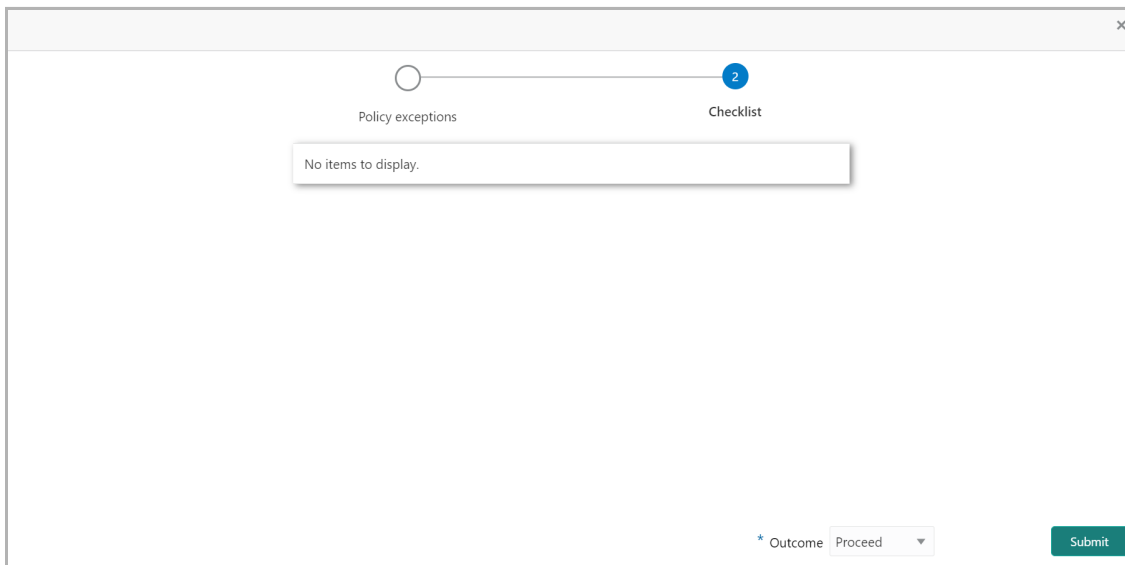 ×
2
Policy exceptions
Checklist
No items to display.
* Outcome Proceed
Submit